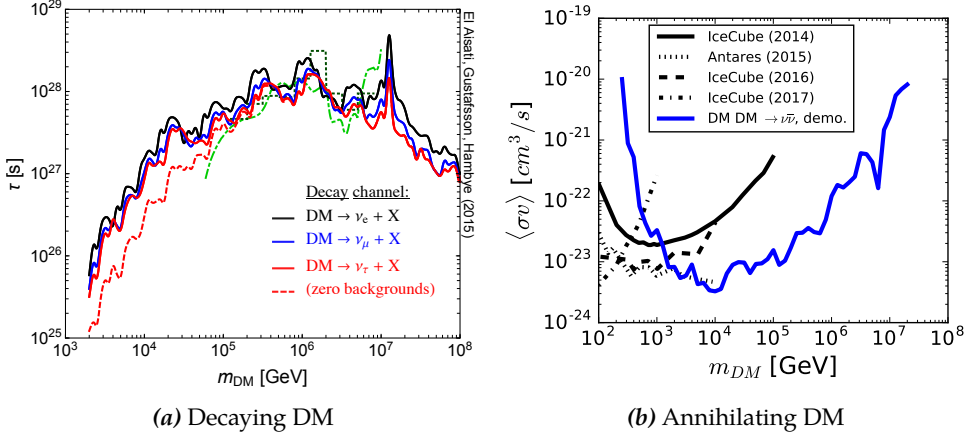 τ [s]
10^29
10^28
10^27
10^26
10^25
10^3 10^4 10^5 10^6 10^7 10^8
m_DM [GeV]
Decay channel:
DM → ν_e + X
DM → ν_μ + X
DM → ν_τ + X
(zero backgrounds)
El Aisati, Gustafsson, Hambye (2015)
(a) Decaying DM
⟨σv⟩ [cm^3/s]
10^-19
10^-20
10^-21
10^-22
10^-23
10^-24
10^2 10^3 10^4 10^5 10^6 10^7 10^8
m_DM [GeV]
IceCube (2014)
Antares (2015)
IceCube (2016)
IceCube (2017)
DM DM → νν̅, demo.
(b) Annihilating DM